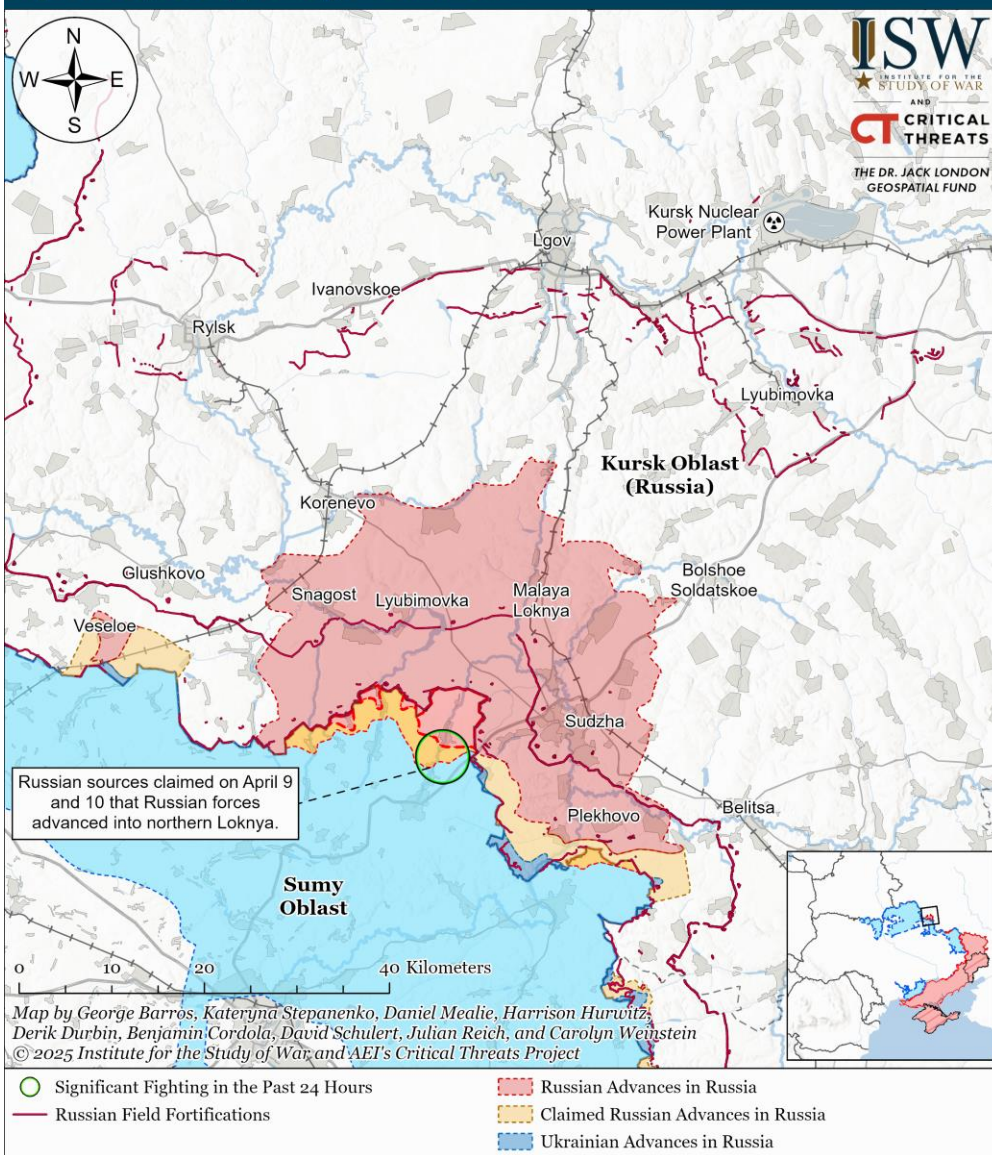 N
W E
S
ISW
INSTITUTE FOR THE
STUDY OF WAR
AND
CT CRITICAL
THREATS
THE DR. JACK LONDON
GEOSPATIAL FUND
Kursk Nuclear
Power Plant
Lgov
Ivanovskoe
Rylsk
Lyubimovka
Kursk Oblast
(Russia)
Korenevo
Glushkovo
Snagost
Lyubimovka
Malaya
Loknya
Bolshoe
Soldatskoe
Veseloe
Sudzha
Russian sources claimed on April 9
and 10 that Russian forces
advanced into northern Loknya.
Plekhovo
Belitsa
Sumy
Oblast
0 10 20 40 Kilometers
Map by George Barros, Kateryna Stepanenko, Daniel Mealie, Harrison Hurwitz,
Derik Durbin, Benjamin Cordola, David Schulert, Julian Reich, and Carolyn Weinstein
© 2025 Institute for the Study of War and AEI's Critical Threats Project
Significant Fighting in the Past 24 Hours
Russian Field Fortifications
Russian Advances in Russia
Claimed Russian Advances in Russia
Ukrainian Advances in Russia